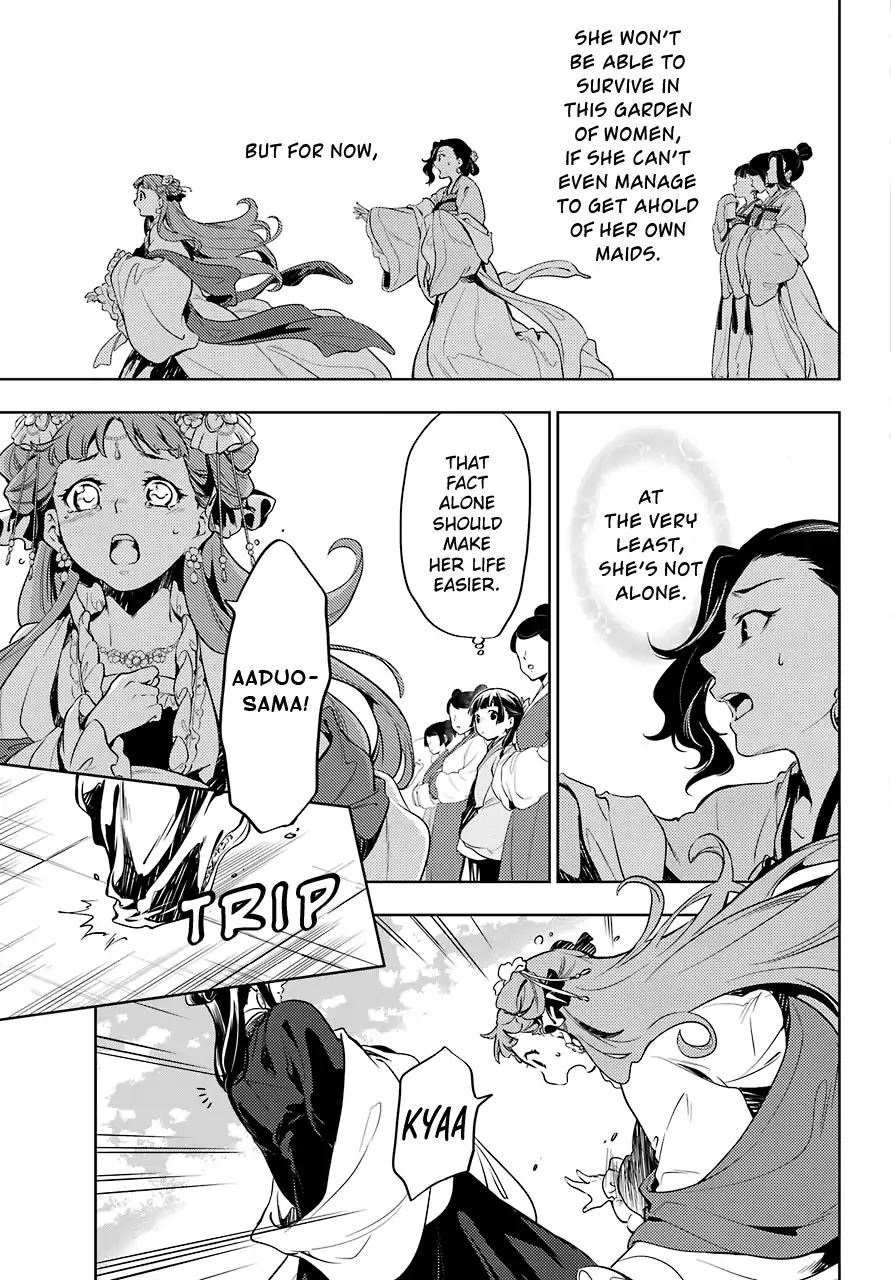 SHE WON'T
BE ABLE TO
SURVIVE IN
THIS GARDEN
OF WOMEN,
IF SHE CAN'T
EVEN MANAGE
TO GET AHOLD
OF HER OWN
MAIDS.
BUT FOR NOW,
AT
THE VERY
LEAST,
SHE'S NOT
ALONE.
THAT
FACT
ALONE
SHOULD
MAKE
HER LIFE
EASIER.
AADUO-
SAMA!
TRIP
KYAA